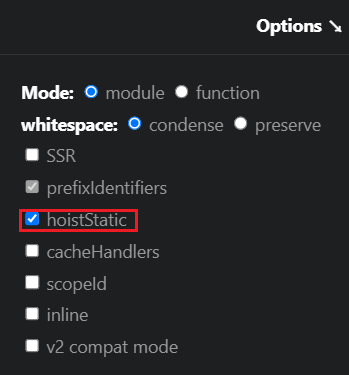 Options ↘
Mode: module function
whitespace: condense preserve
SSR
prefixIdentifiers
hoistStatic
cacheHandlers
scopeId
inline
v2 compat mode